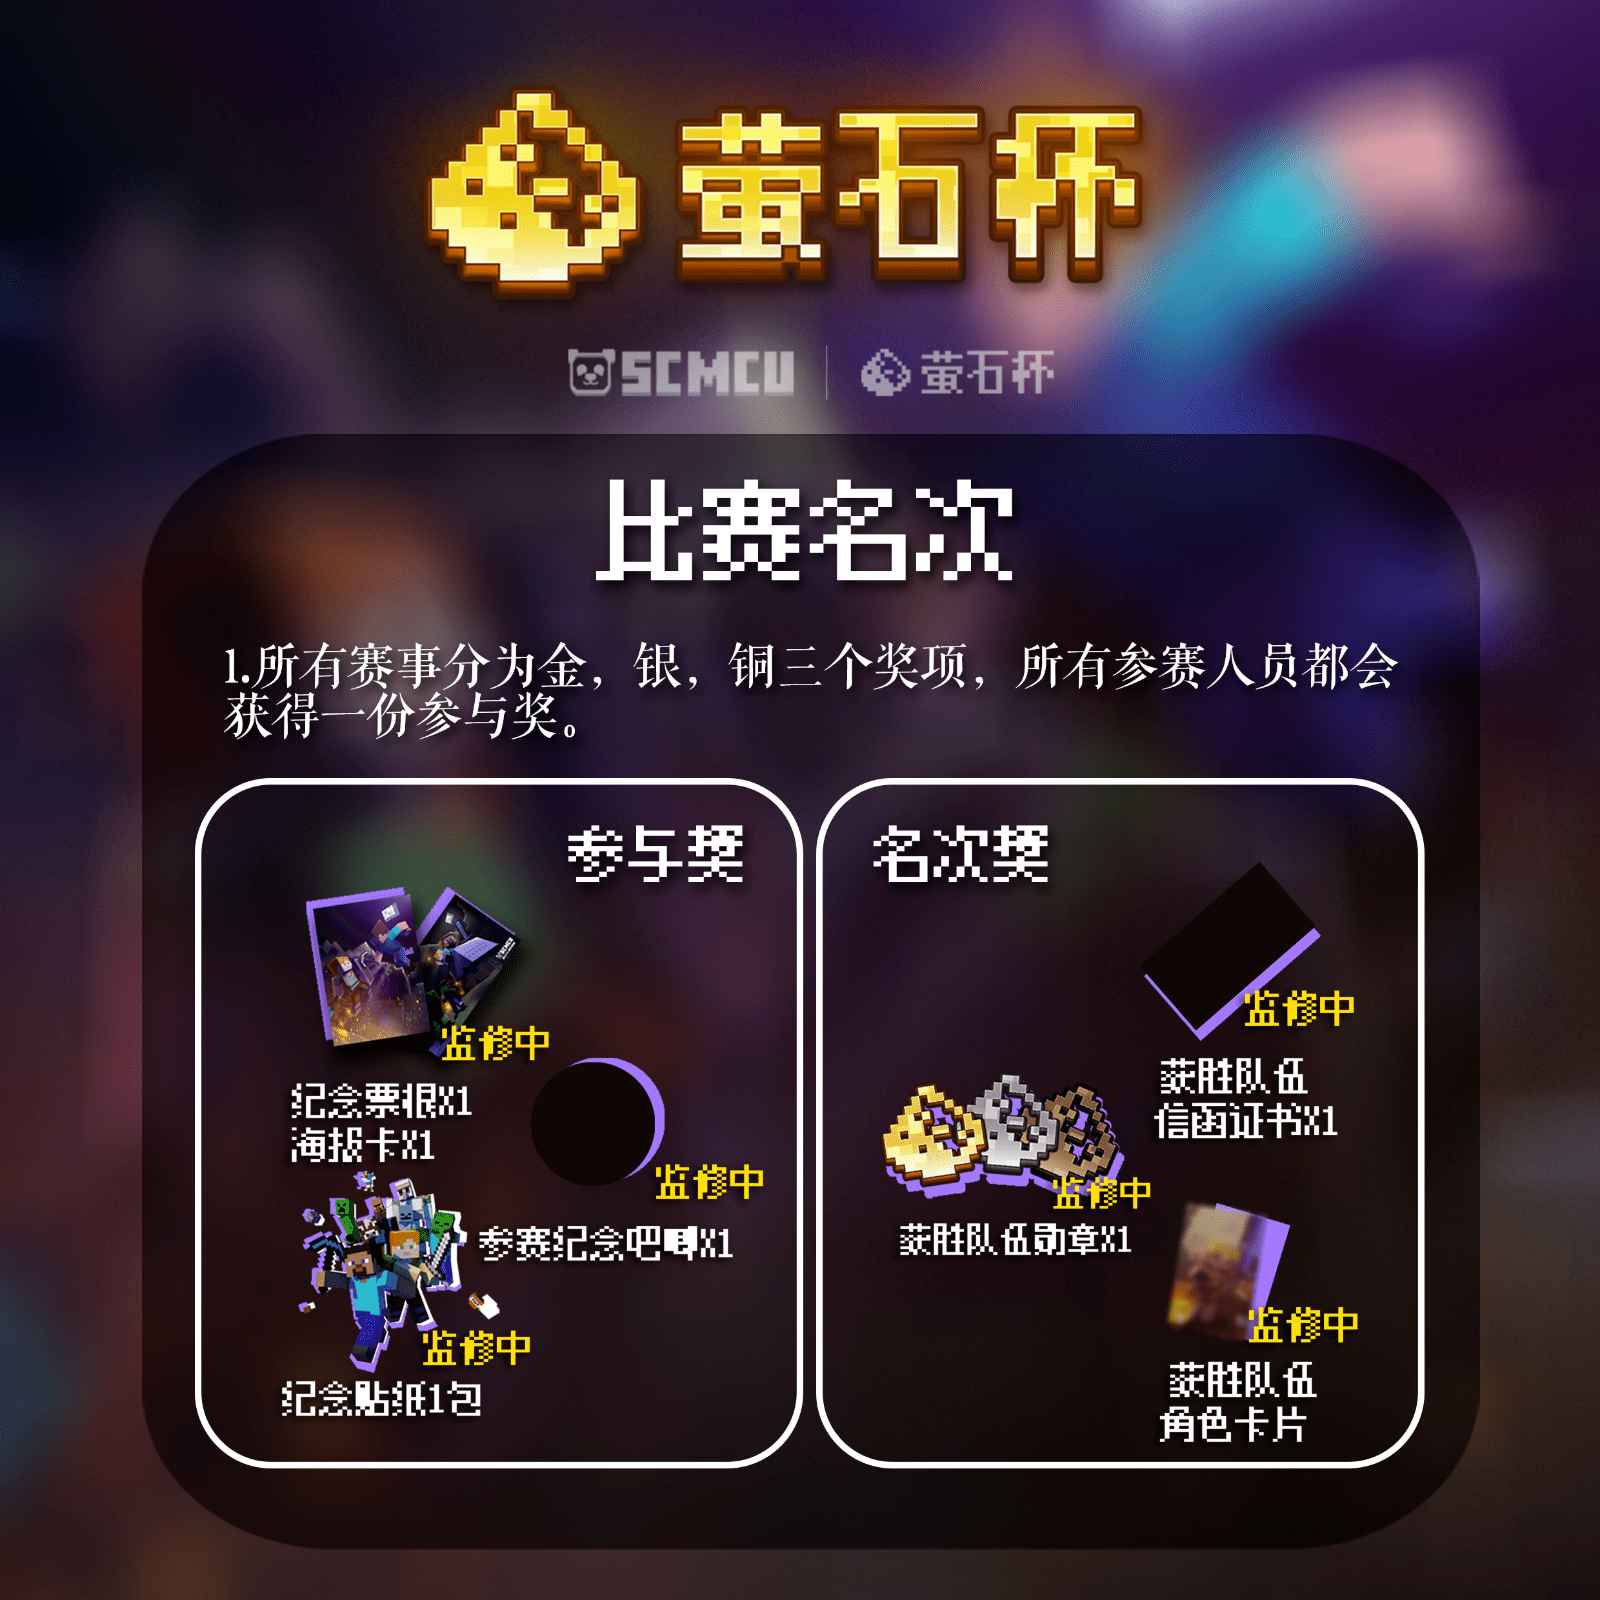 萤石杯
SCMCU
萤石杯
比赛名次
1.所有赛事分为金，银，铜三个奖项，所有参赛人员都会
获得一份参与奖。
参与奖
监修中
纪念票根X1
海报卡X1
监修中
参赛纪念吧唧X1
监修中
纪念贴纸1包
名次奖
监修中
获胜队伍
信函证书X1
监修中
获胜队伍勋章X1
监修中
获胜队伍
角色卡片